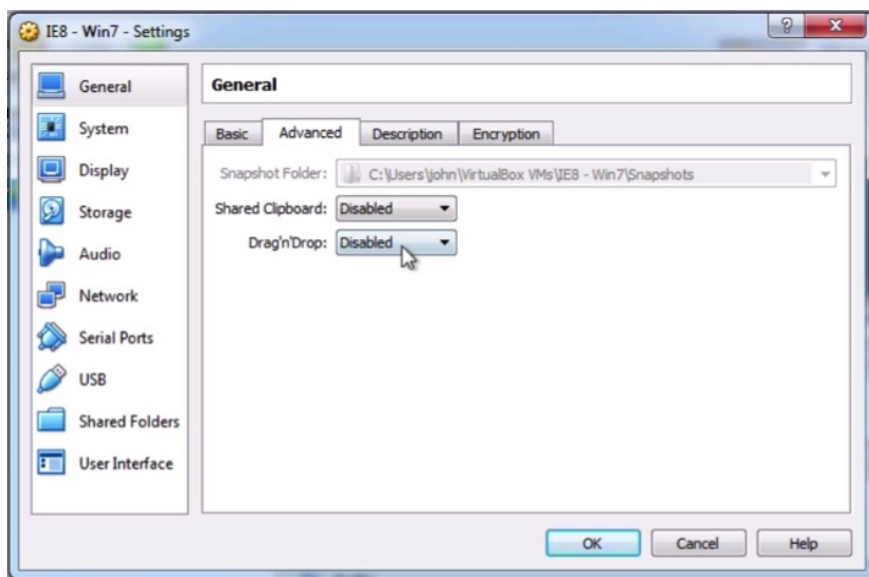 IE8 - Win7 - Settings
General
System
Display
Storage
Audio
Network
Serial Ports
USB
Shared Folders
User Interface
General
Basic Advanced Description Encryption
Snapshot Folder: C:\Users\john\VirtualBox VMs\IE8 - Win7\Snapshots
Shared Clipboard: Disabled
Drag'n'Drop: Disabled
OK Cancel Help